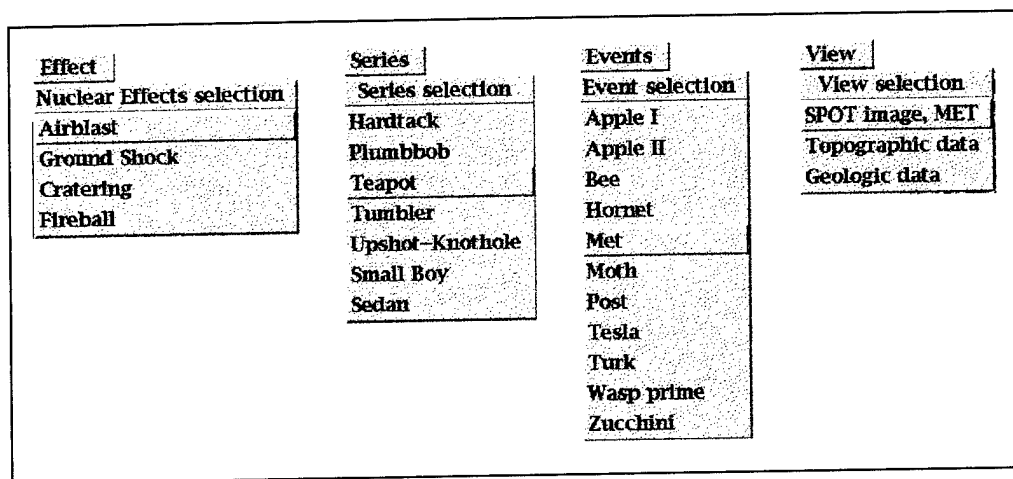 Effect
Nuclear Effects selection
Airblast
Ground Shock
Cratering
Fireball
Series
Series selection
Hardtack
Plumbbob
Teapot
Tumbler
Upshot-Knothole
Small Boy
Sedan
Events
Event selection
Apple I
Apple II
Bee
Hornet
Met
Moth
Post
Tesla
Turk
Wasp prime
Zucchini
View
View selection
SPOT image, MET
Topographic data
Geologic data